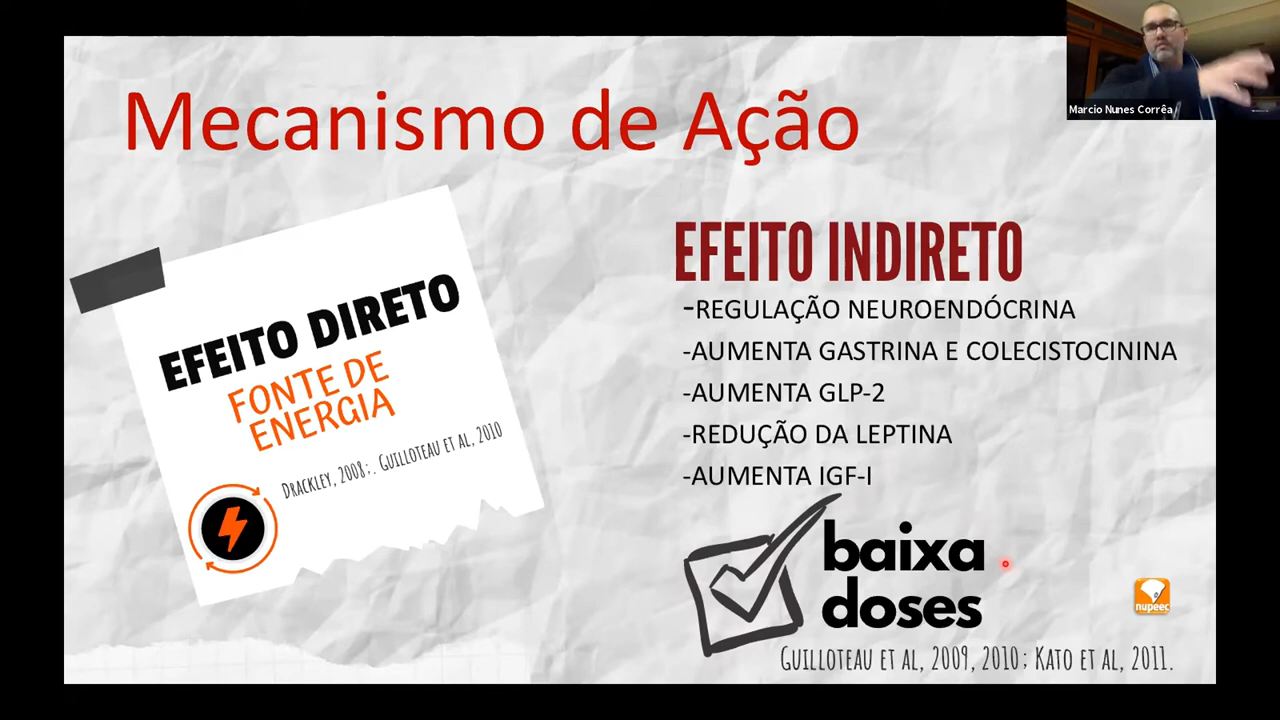 Marcio Nunes Corrêa
Mecanismo de Ação
EFEITO DIRETO
FONTE DE
ENERGIA
DRACKLEY, 2008;. GUILLOTEAU ET AL, 2010
EFEITO INDIRETO
-REGULAÇÃO NEUROENDÓCRINA
-AUMENTA GASTRINA E COLECISTOCININA
-AUMENTA GLP-2
-REDUÇÃO DA LEPTINA
-AUMENTA IGF-I
baixa
doses
nupeec
GUILLOTEAU ET AL, 2009, 2010; KATO ET AL, 2011.